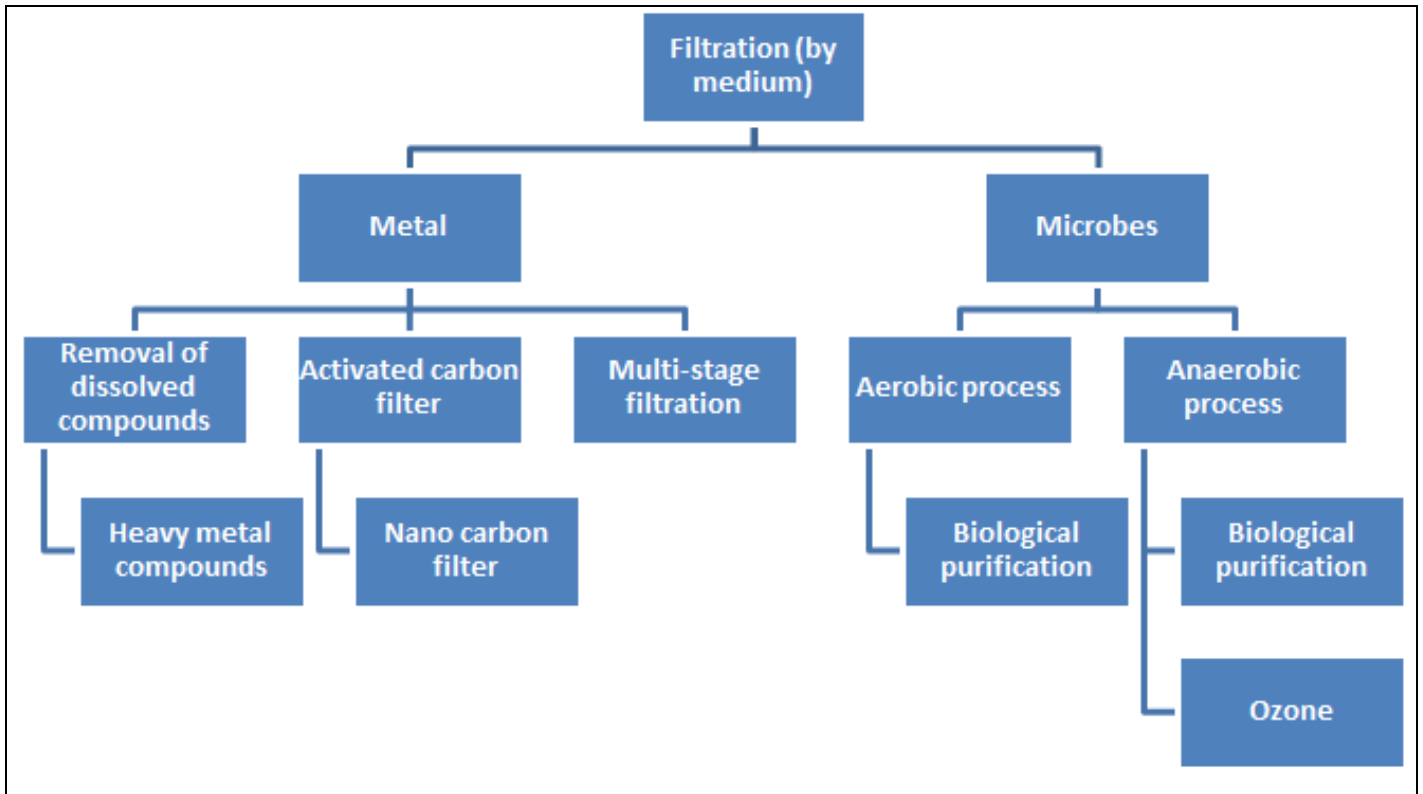 Filtration (by
medium)
Metal
Microbes
Removal of
dissolved
compounds
Activated carbon
filter
Multi-stage
filtration
Aerobic process
Anaerobic
process
Heavy metal
compounds
Nano carbon
filter
Biological
purification
Biological
purification
Ozone